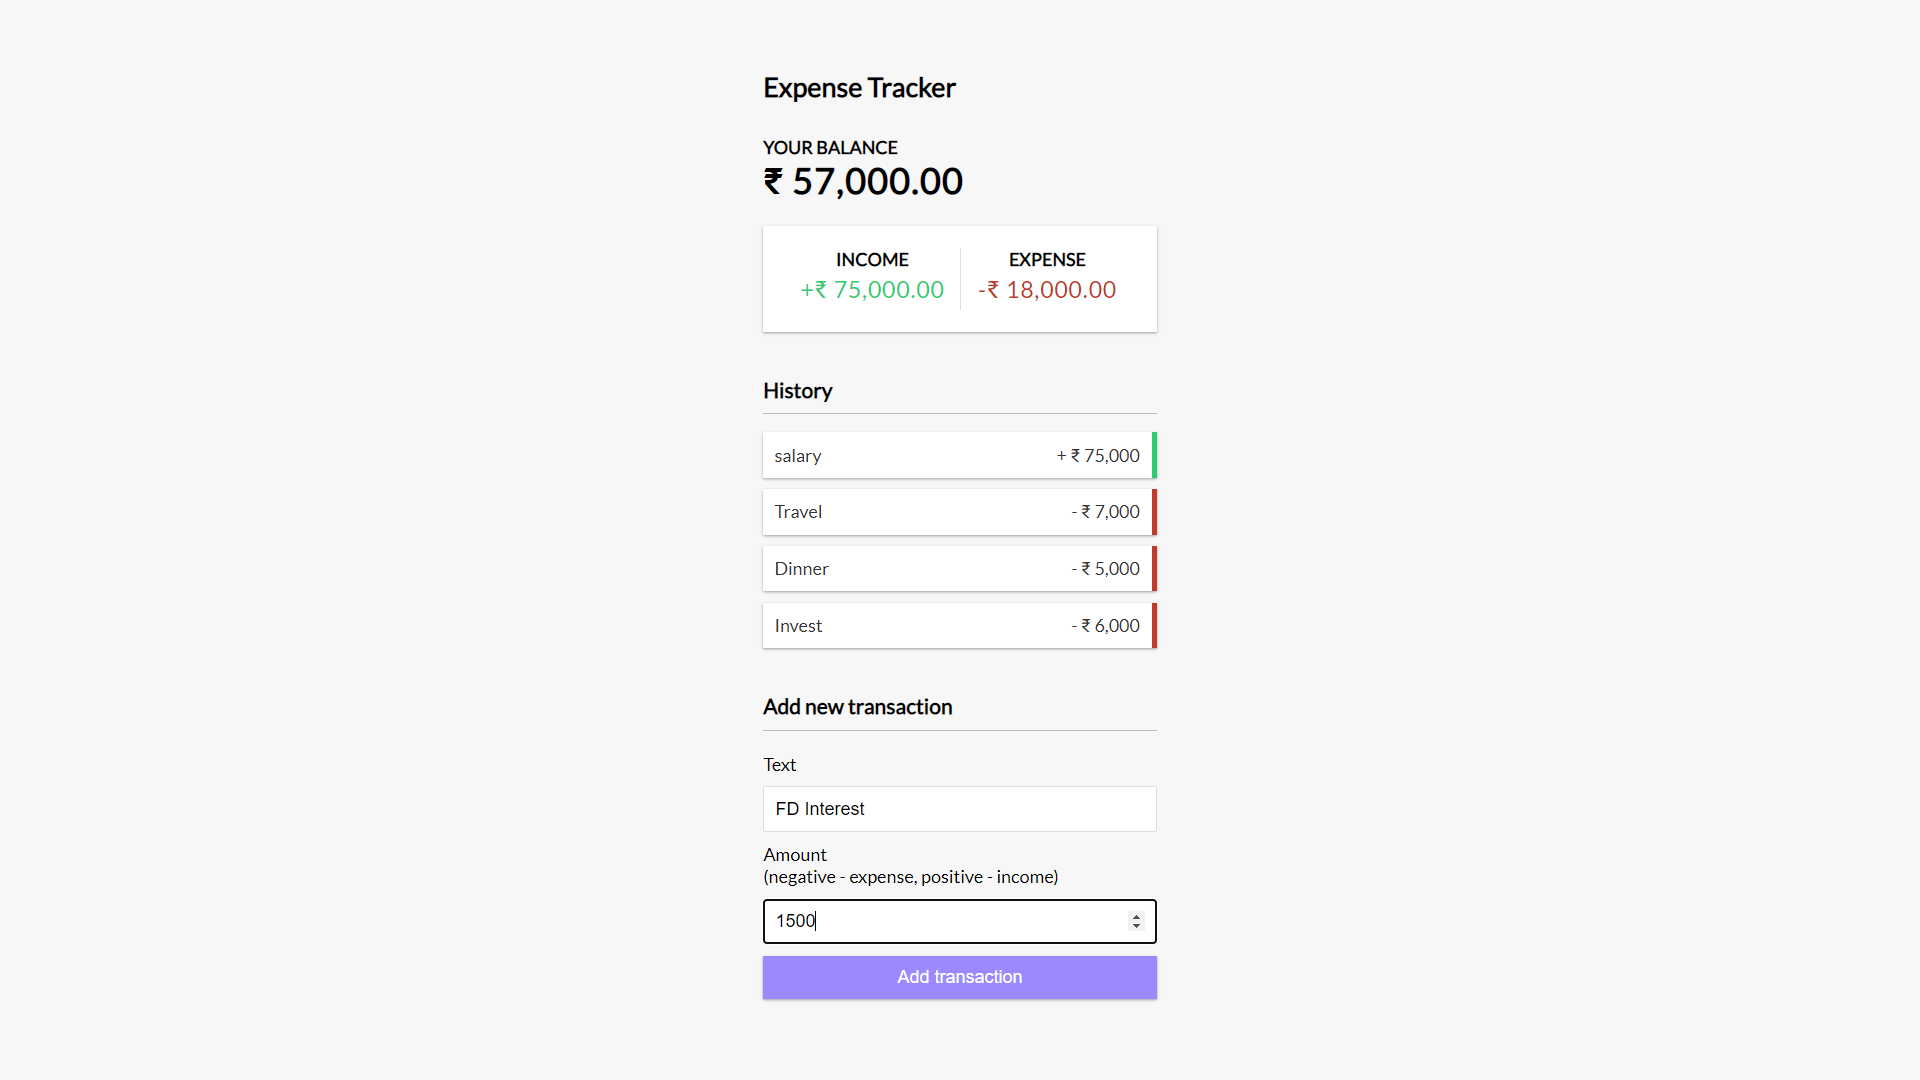 Expense Tracker
YOUR BALANCE
₹ 57,000.00
INCOME EXPENSE
+₹ 75,000.00 -₹ 18,000.00
History
salary + ₹ 75,000
Travel - ₹ 7,000
Dinner - ₹ 5,000
Invest - ₹ 6,000
Add new transaction
Text
FD Interest
Amount
(negative - expense, positive - income)
1500
Add transaction